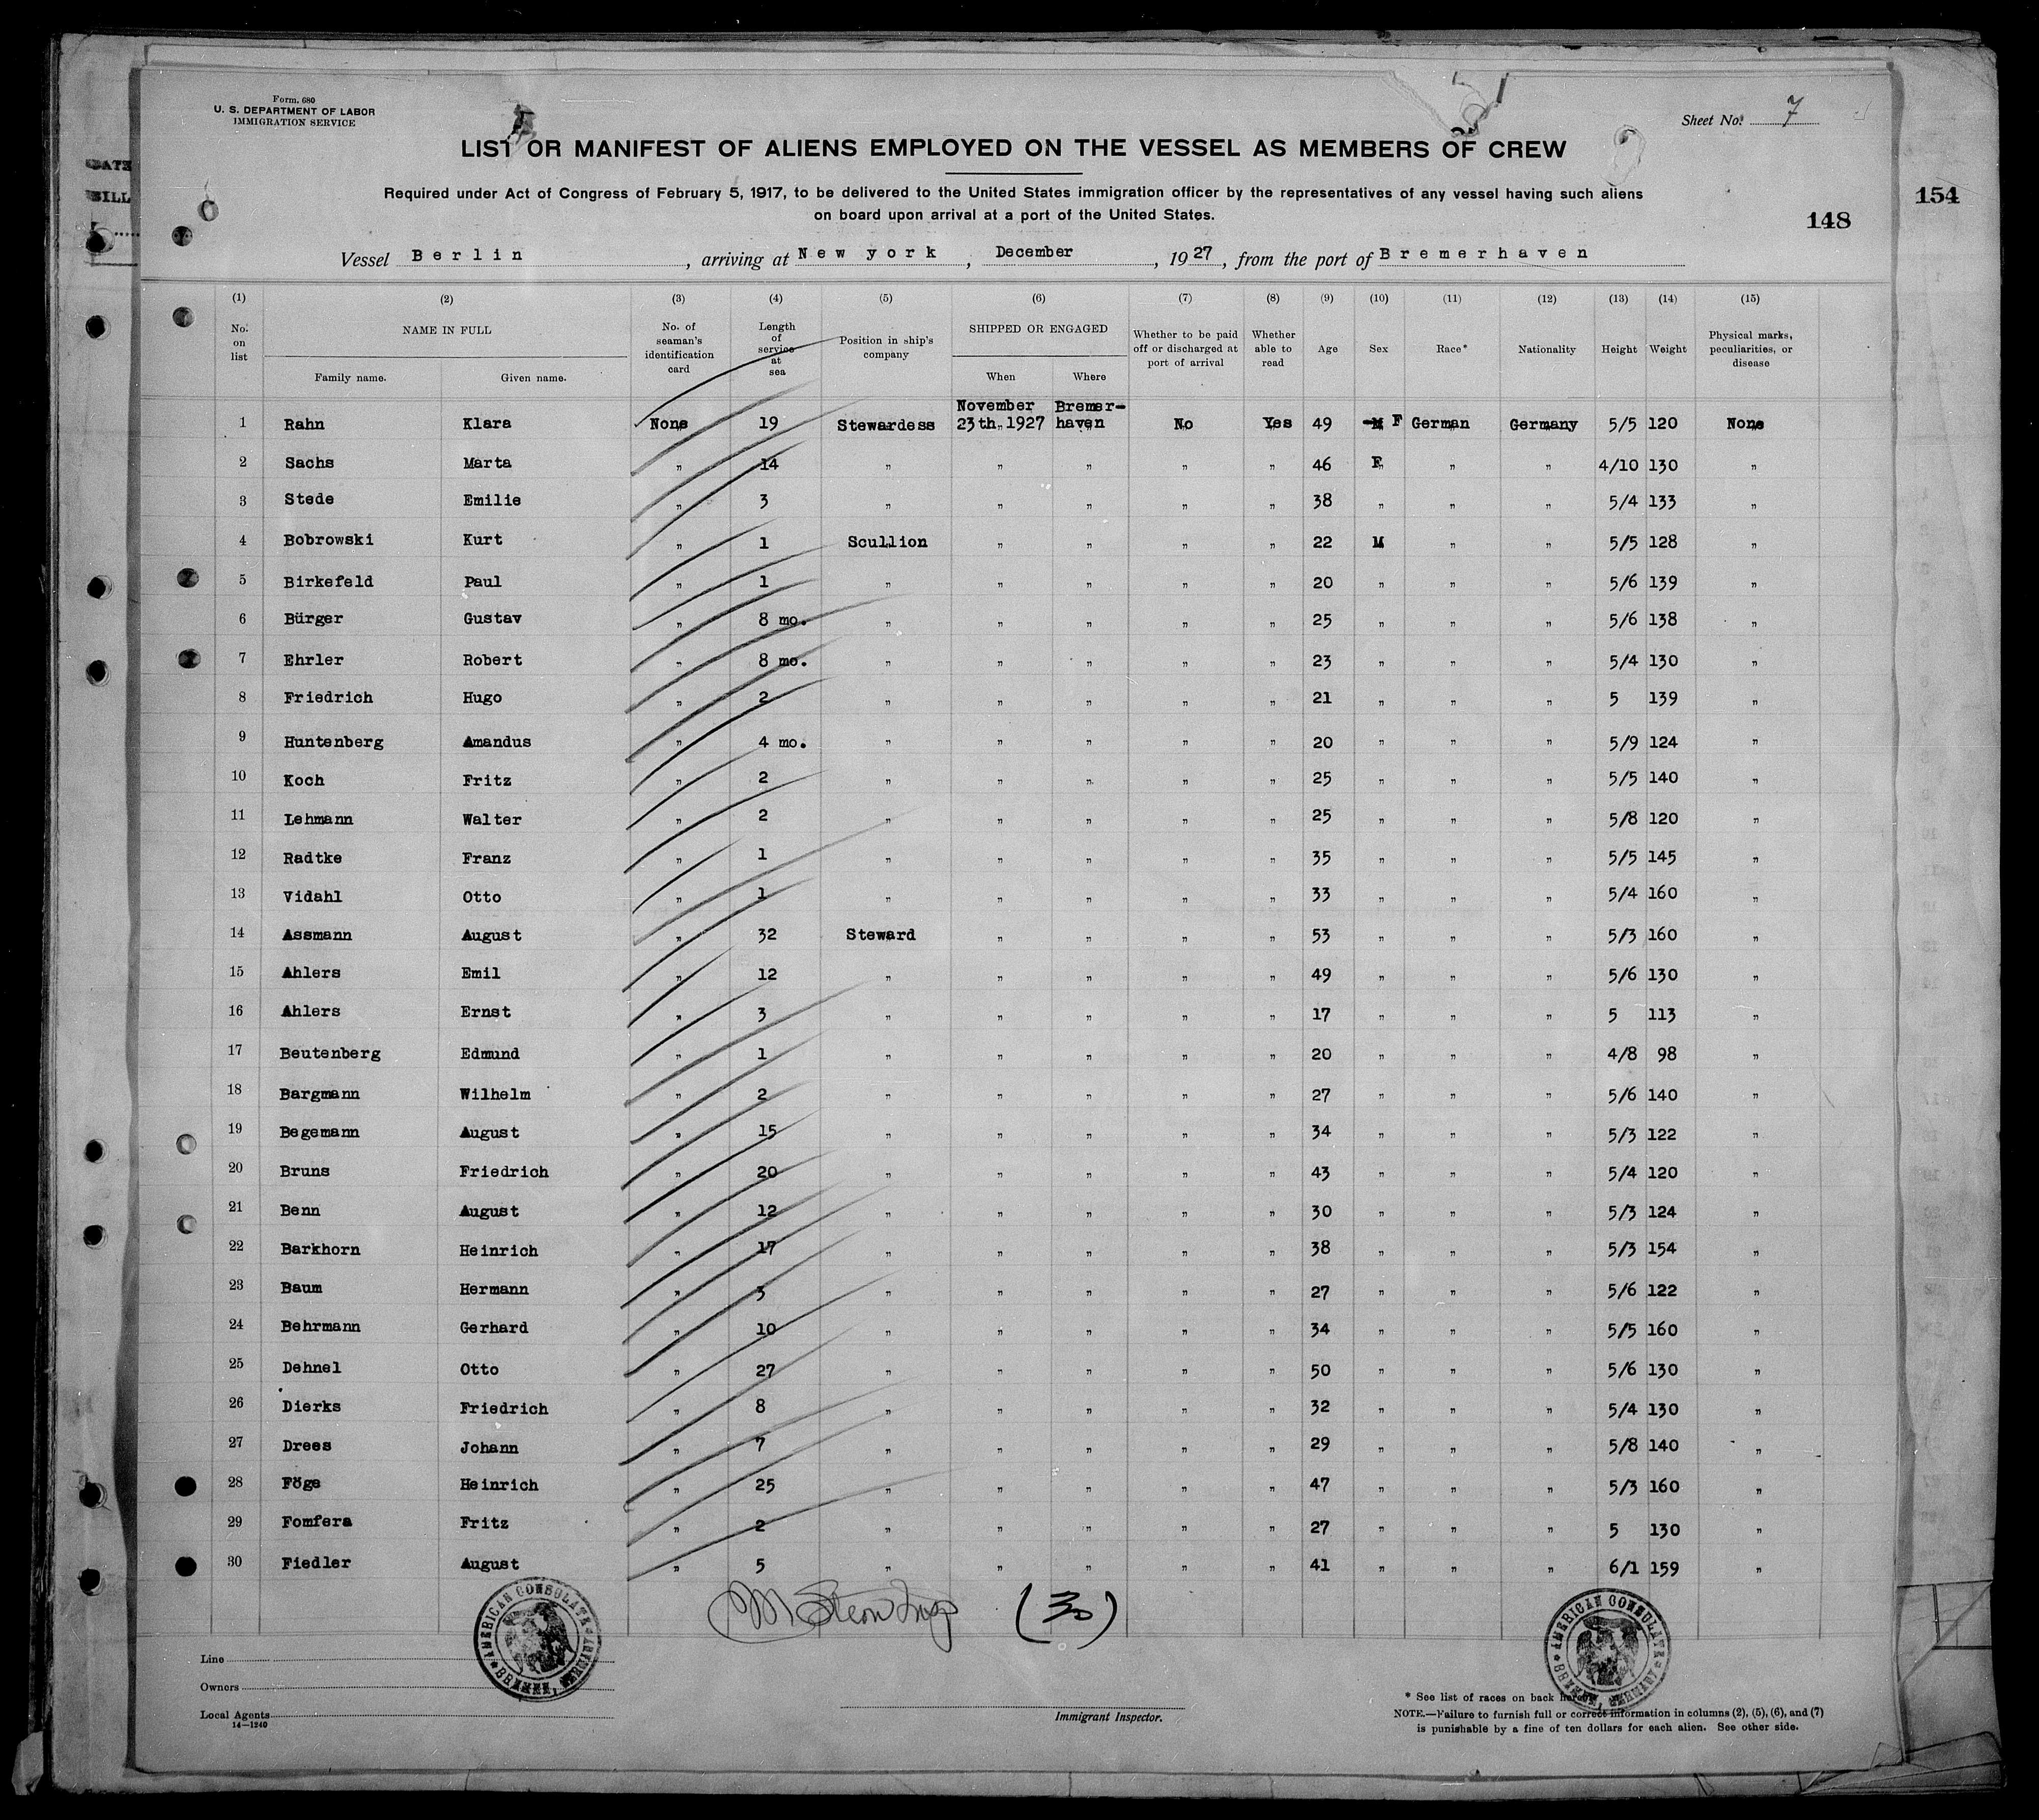 Form. 680
U. S. DEPARTMENT OF LABOR
IMMIGRATION SERVICE
Sheet No. 7
LIST OR MANIFEST OF ALIENS EMPLOYED ON THE VESSEL AS MEMBERS OF CREW
Required under Act of Congress of February 5, 1917, to be delivered to the United States immigration officer by the representatives of any vessel having such aliens
on board upon arrival at a port of the United States.
154
148
Vessel Berlin, arriving at New york, December, 1927, from the port of Bremerhaven
(1) (2) (3) (4) (5) (6) (7) (8) (9) (10) (11) (12) (13) (14) (15)
No. on list NAME IN FULL Family name. Given name. No. of seaman's identification card Length of service at sea Position in ship's company SHIPPED OR ENGAGED When Where Whether to be paid off or discharged at port of arrival Whether able to read Age Sex Race* Nationality Height Weight Physical marks, peculiarities, or disease
1 Rahn Klara None 19 Stewardess November 23th 1927 Bremer-haven No Yes 49 M F German Germany 5/5 120 None
2 Sachs Marta " 14 " " " " " 46 F " " 4/10 130 "
3 Stede Emilie " 3 " " " " " 38 " " " 5/4 133 "
4 Bobrowski Kurt " 1 Scullion " " " " 22 M " " 5/5 128 "
5 Birkefeld Paul " 1 " " " " " 20 " " " 5/6 139 "
6 Bürger Gustav " 8 mo. " " " " " 25 " " " 5/6 138 "
7 Ehrler Robert " 8 mo. " " " " " 23 " " " 5/4 130 "
8 Friedrich Hugo " 2 " " " " " 21 " " " 5 139 "
9 Huntenberg Amandus " 4 mo. " " " " " 20 " " " 5/9 124 "
10 Koch Fritz " 2 " " " " " 25 " " " 5/5 140 "
11 Lehmann Walter " 2 " " " " " 25 " " " 5/8 120 "
12 Radtke Franz " 1 " " " " " 35 " " " 5/5 145 "
13 Vidahl Otto " 1 " " " " " 33 " " " 5/4 160 "
14 Assmann August " 32 Steward " " " " 53 " " " 5/3 160 "
15 Ahlers Emil " 12 " " " " " 49 " " " 5/6 130 "
16 Ahlers Ernst " 3 " " " " " 17 " " " 5 113 "
17 Beutenberg Edmund " 1 " " " " " 20 " " " 4/8 98 "
18 Bargmann Wilhelm " 2 " " " " " 27 " " " 5/6 140 "
19 Begemann August " 15 " " " " " 34 " " " 5/3 122 "
20 Bruns Friedrich " 20 " " " " " 43 " " " 5/4 120 "
21 Benn August " 12 " " " " " 30 " " " 5/3 124 "
22 Barkhorn Heinrich " 17 " " " " " 38 " " " 5/3 154 "
23 Baum Hermann " 3 " " " " " 27 " " " 5/6 122 "
24 Behrmann Gerhard " 10 " " " " " 34 " " " 5/5 160 "
25 Dehnel Otto " 27 " " " " " 50 " " " 5/6 130 "
26 Dierks Friedrich " 8 " " " " " 32 " " " 5/4 130 "
27 Drees Johann " 7 " " " " " 29 " " " 5/8 140 "
28 Föge Heinrich " 25 " " " " " 47 " " " 5/3 160 "
29 Fomfera Fritz " 2 " " " " " 27 " " " 5 130 "
30 Fiedler August " 5 " " " " " 41 " " " 6/1 159 "
(30)
AMERICAN CONSULATE BREMEN
AMERICAN CONSULATE BREMEN
Line
Owners
Local Agents
14—1240
Immigrant Inspector.
* See list of races on back hereof.
NOTE.—Failure to furnish full or correct information in columns (2), (5), (6), and (7)
is punishable by a fine of ten dollars for each alien. See other side.